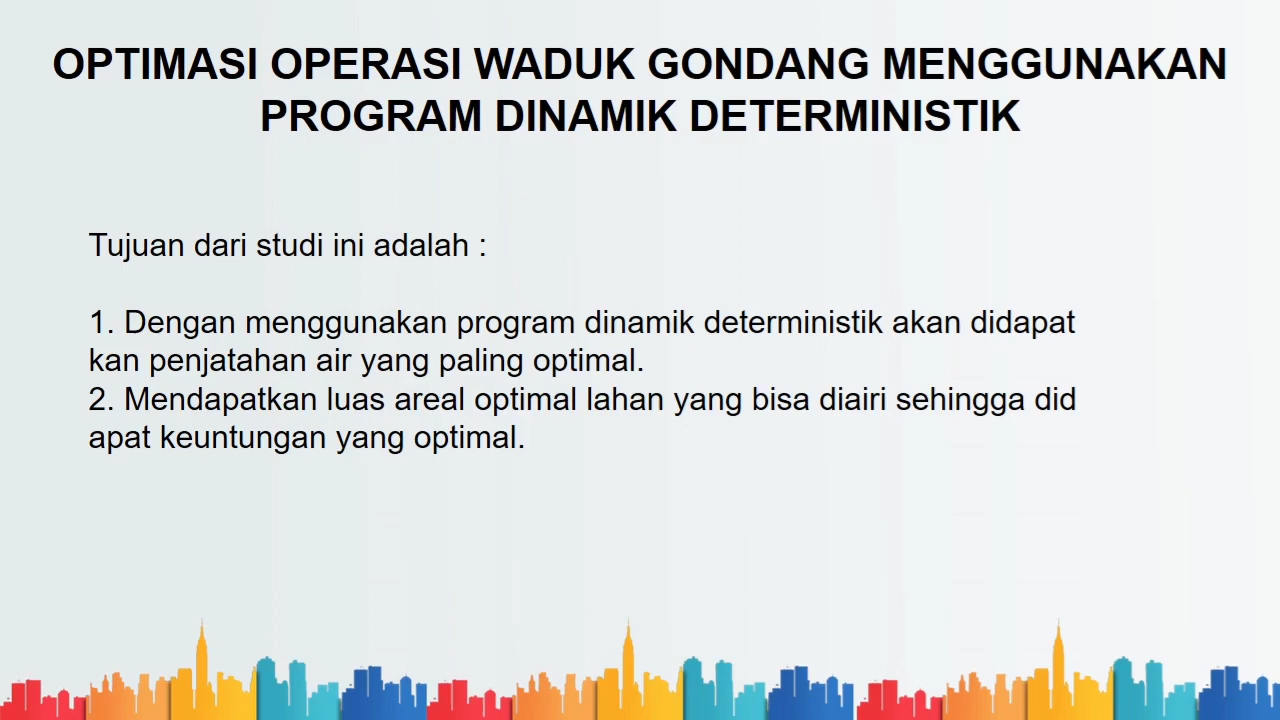 OPTIMASI OPERASI WADUK GONDANG MENGGUNAKAN
PROGRAM DINAMIK DETERMINISTIK
Tujuan dari studi ini adalah :
1. Dengan menggunakan program dinamik deterministik akan didapat
kan penjatahan air yang paling optimal.
2. Mendapatkan luas areal optimal lahan yang bisa diairi sehingga did
apat keuntungan yang optimal.